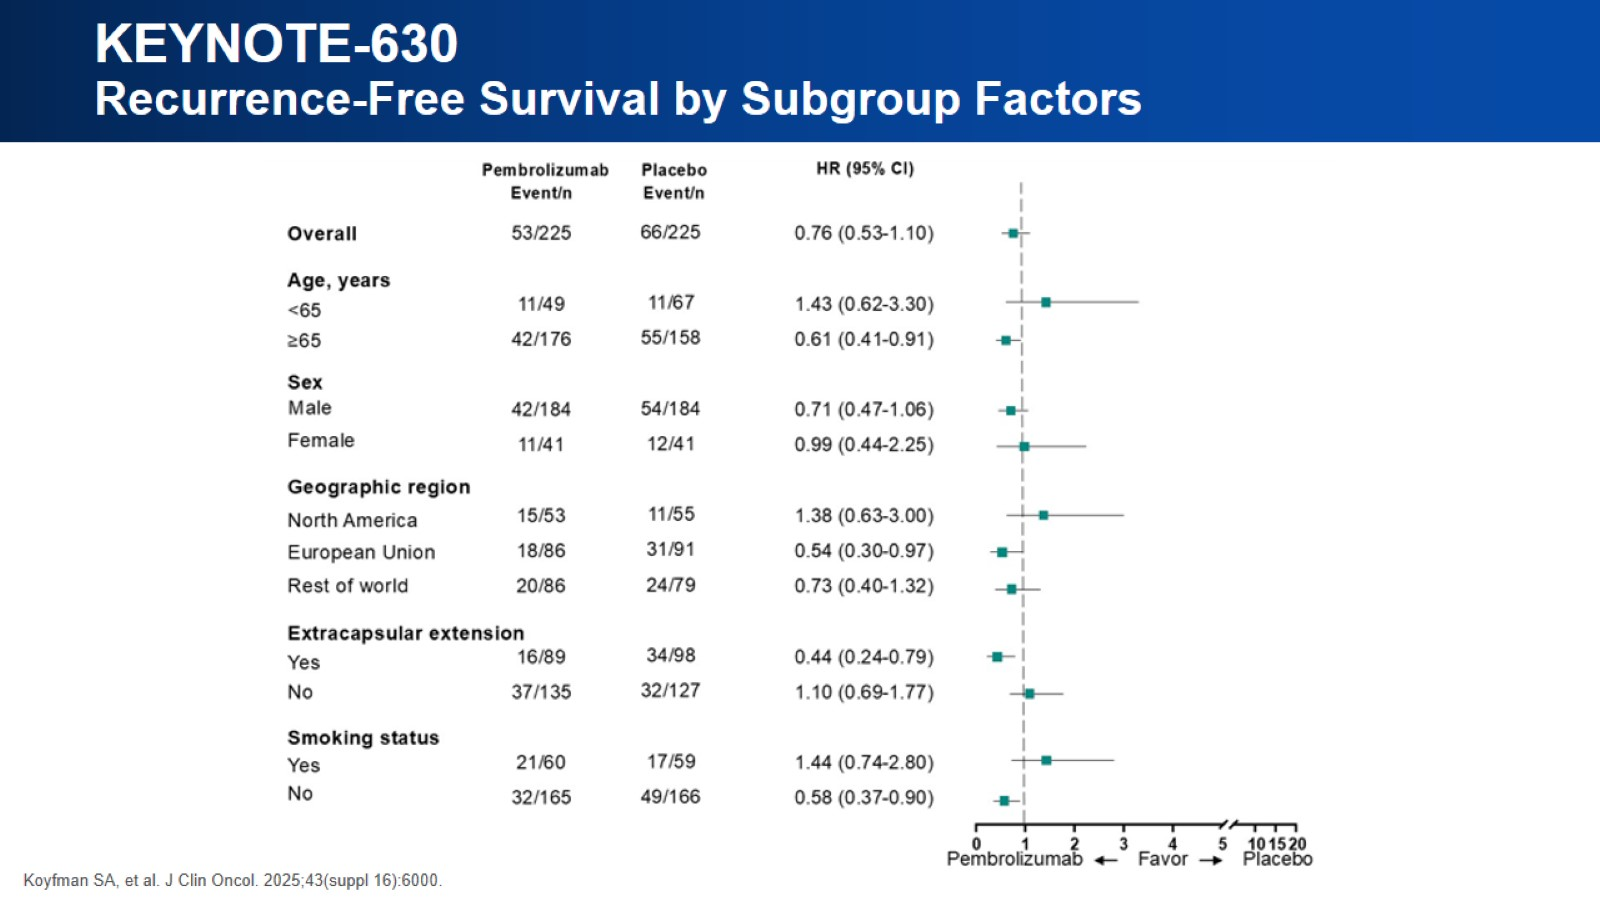 KEYNOTE-630
Recurrence-Free Survival by Subgroup Factors
Pembrolizumab Placebo HR (95% CI)
Event/n Event/n
Overall 53/225 66/225 0.76 (0.53-1.10)
Age, years
<65 11/49 11/67 1.43 (0.62-3.30)
≥65 42/176 55/158 0.61 (0.41-0.91)
Sex
Male 42/184 54/184 0.71 (0.47-1.06)
Female 11/41 12/41 0.99 (0.44-2.25)
Geographic region
North America 15/53 11/55 1.38 (0.63-3.00)
European Union 18/86 31/91 0.54 (0.30-0.97)
Rest of world 20/86 24/79 0.73 (0.40-1.32)
Extracapsular extension
Yes 16/89 34/98 0.44 (0.24-0.79)
No 37/135 32/127 1.10 (0.69-1.77)
Smoking status
Yes 21/60 17/59 1.44 (0.74-2.80)
No 32/165 49/166 0.58 (0.37-0.90)
0 1 2 3 4 5 10 15 20
Pembrolizumab ← Favor → Placebo
Koyfman SA, et al. J Clin Oncol. 2025;43(suppl 16):6000.